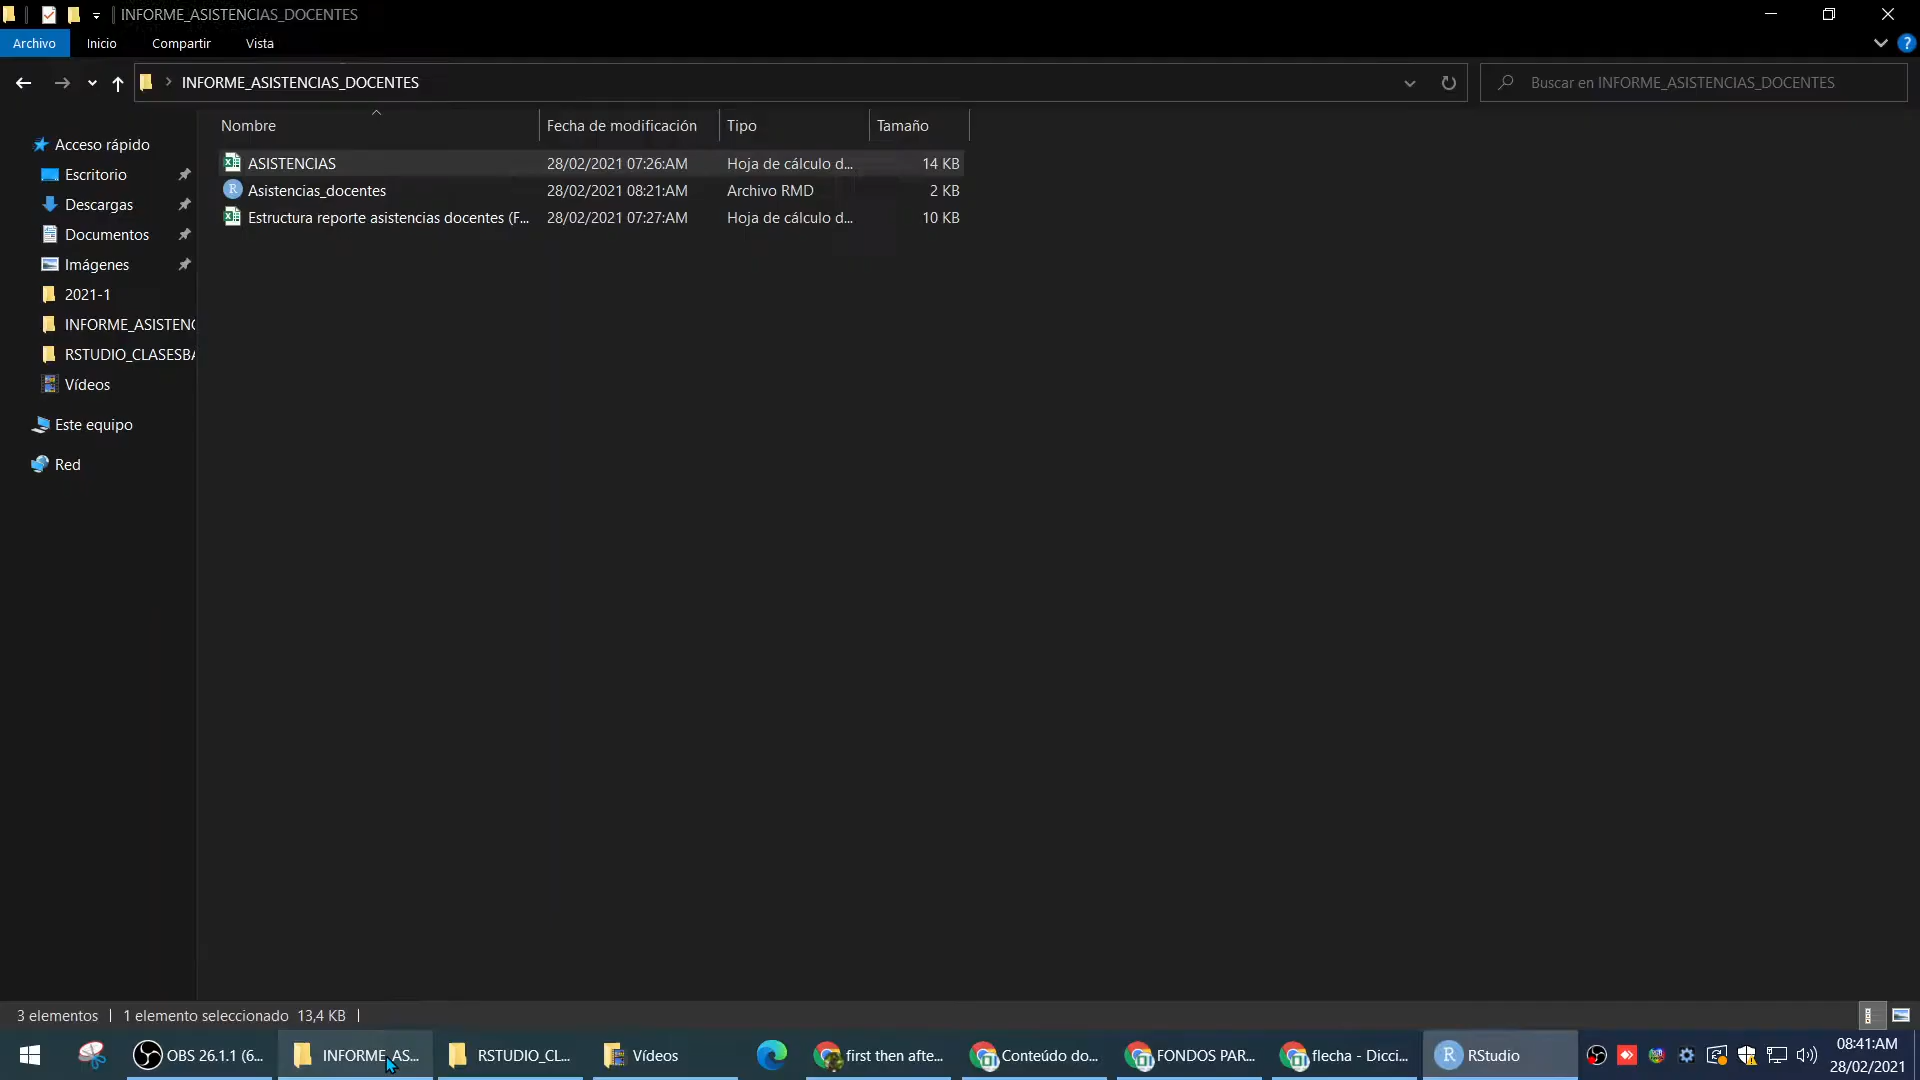 INFORME_ASISTENCIAS_DOCENTES
Archivo Inicio Compartir Vista ?
INFORME_ASISTENCIAS_DOCENTES Buscar en INFORME_ASISTENCIAS_DOCENTES
Nombre Fecha de modificación Tipo Tamaño
Acceso rápido
Escritorio
Descargas
Documentos
Imágenes
2021-1
INFORME_ASISTENC
RSTUDIO_CLASESBA
Vídeos
Este equipo
Red
ASISTENCIAS 28/02/2021 07:26:AM Hoja de cálculo d... 14 KB
R Asistencias_docentes 28/02/2021 08:21:AM Archivo RMD 2 KB
Estructura reporte asistencias docentes (F... 28/02/2021 07:27:AM Hoja de cálculo d... 10 KB
3 elementos 1 elemento seleccionado 13,4 KB
OBS 26.1.1 (6... INFORME_AS... RSTUDIO_CL... Vídeos first then afte... Conteúdo do... FONDOS PAR... flecha - Dicci... R RStudio 08:41:AM
28/02/2021